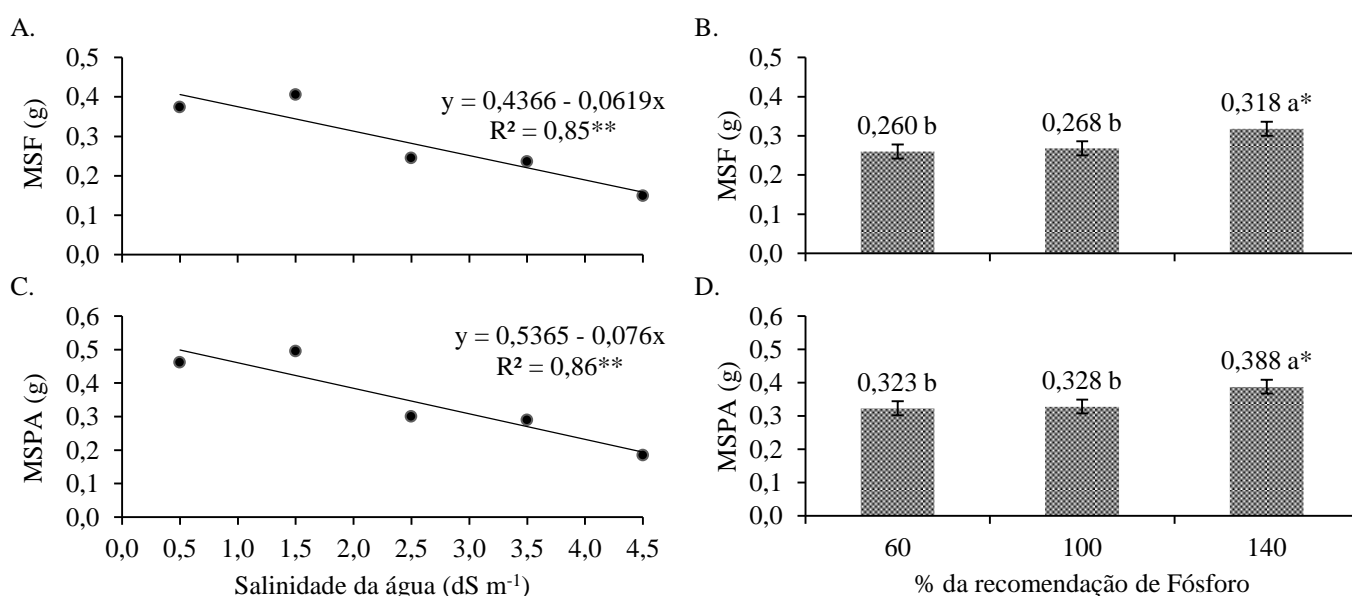 A.
0,5
0,4
0,3
0,2
0,1
0,0
MSF (g)
y = 0,4366 - 0,0619x
R² = 0,85**
B.
0,5
0,4
0,3
0,2
0,1
0,0
MSF (g)
0,260 b
0,268 b
0,318 a*
C.
0,6
0,5
0,4
0,3
0,2
0,1
0,0
MSPA (g)
y = 0,5365 - 0,076x
R² = 0,86**
0,0 0,5 1,0 1,5 2,0 2,5 3,0 3,5 4,0 4,5
Salinidade da água (dS m⁻¹)
D.
0,6
0,5
0,4
0,3
0,2
0,1
0,0
MSPA (g)
0,323 b
0,328 b
0,388 a*
60 100 140
% da recomendação de Fósforo